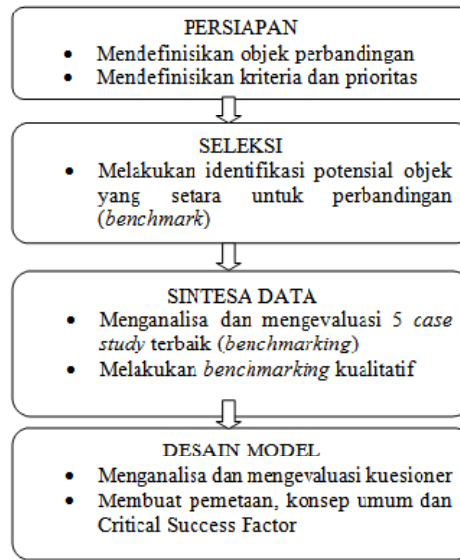 PERSIAPAN
• Mendefinisikan objek perbandingan
• Mendefinisikan kriteria dan prioritas
SELEKSI
• Melakukan identifikasi potensial objek
yang setara untuk perbandingan
(benchmark)
SINTESA DATA
• Menganalisa dan mengevaluasi 5 case
study terbaik (benchmarking)
• Melakukan benchmarking kualitatif
DESAIN MODEL
• Menganalisa dan mengevaluasi kuesioner
• Membuat pemetaan, konsep umum dan
Critical Success Factor